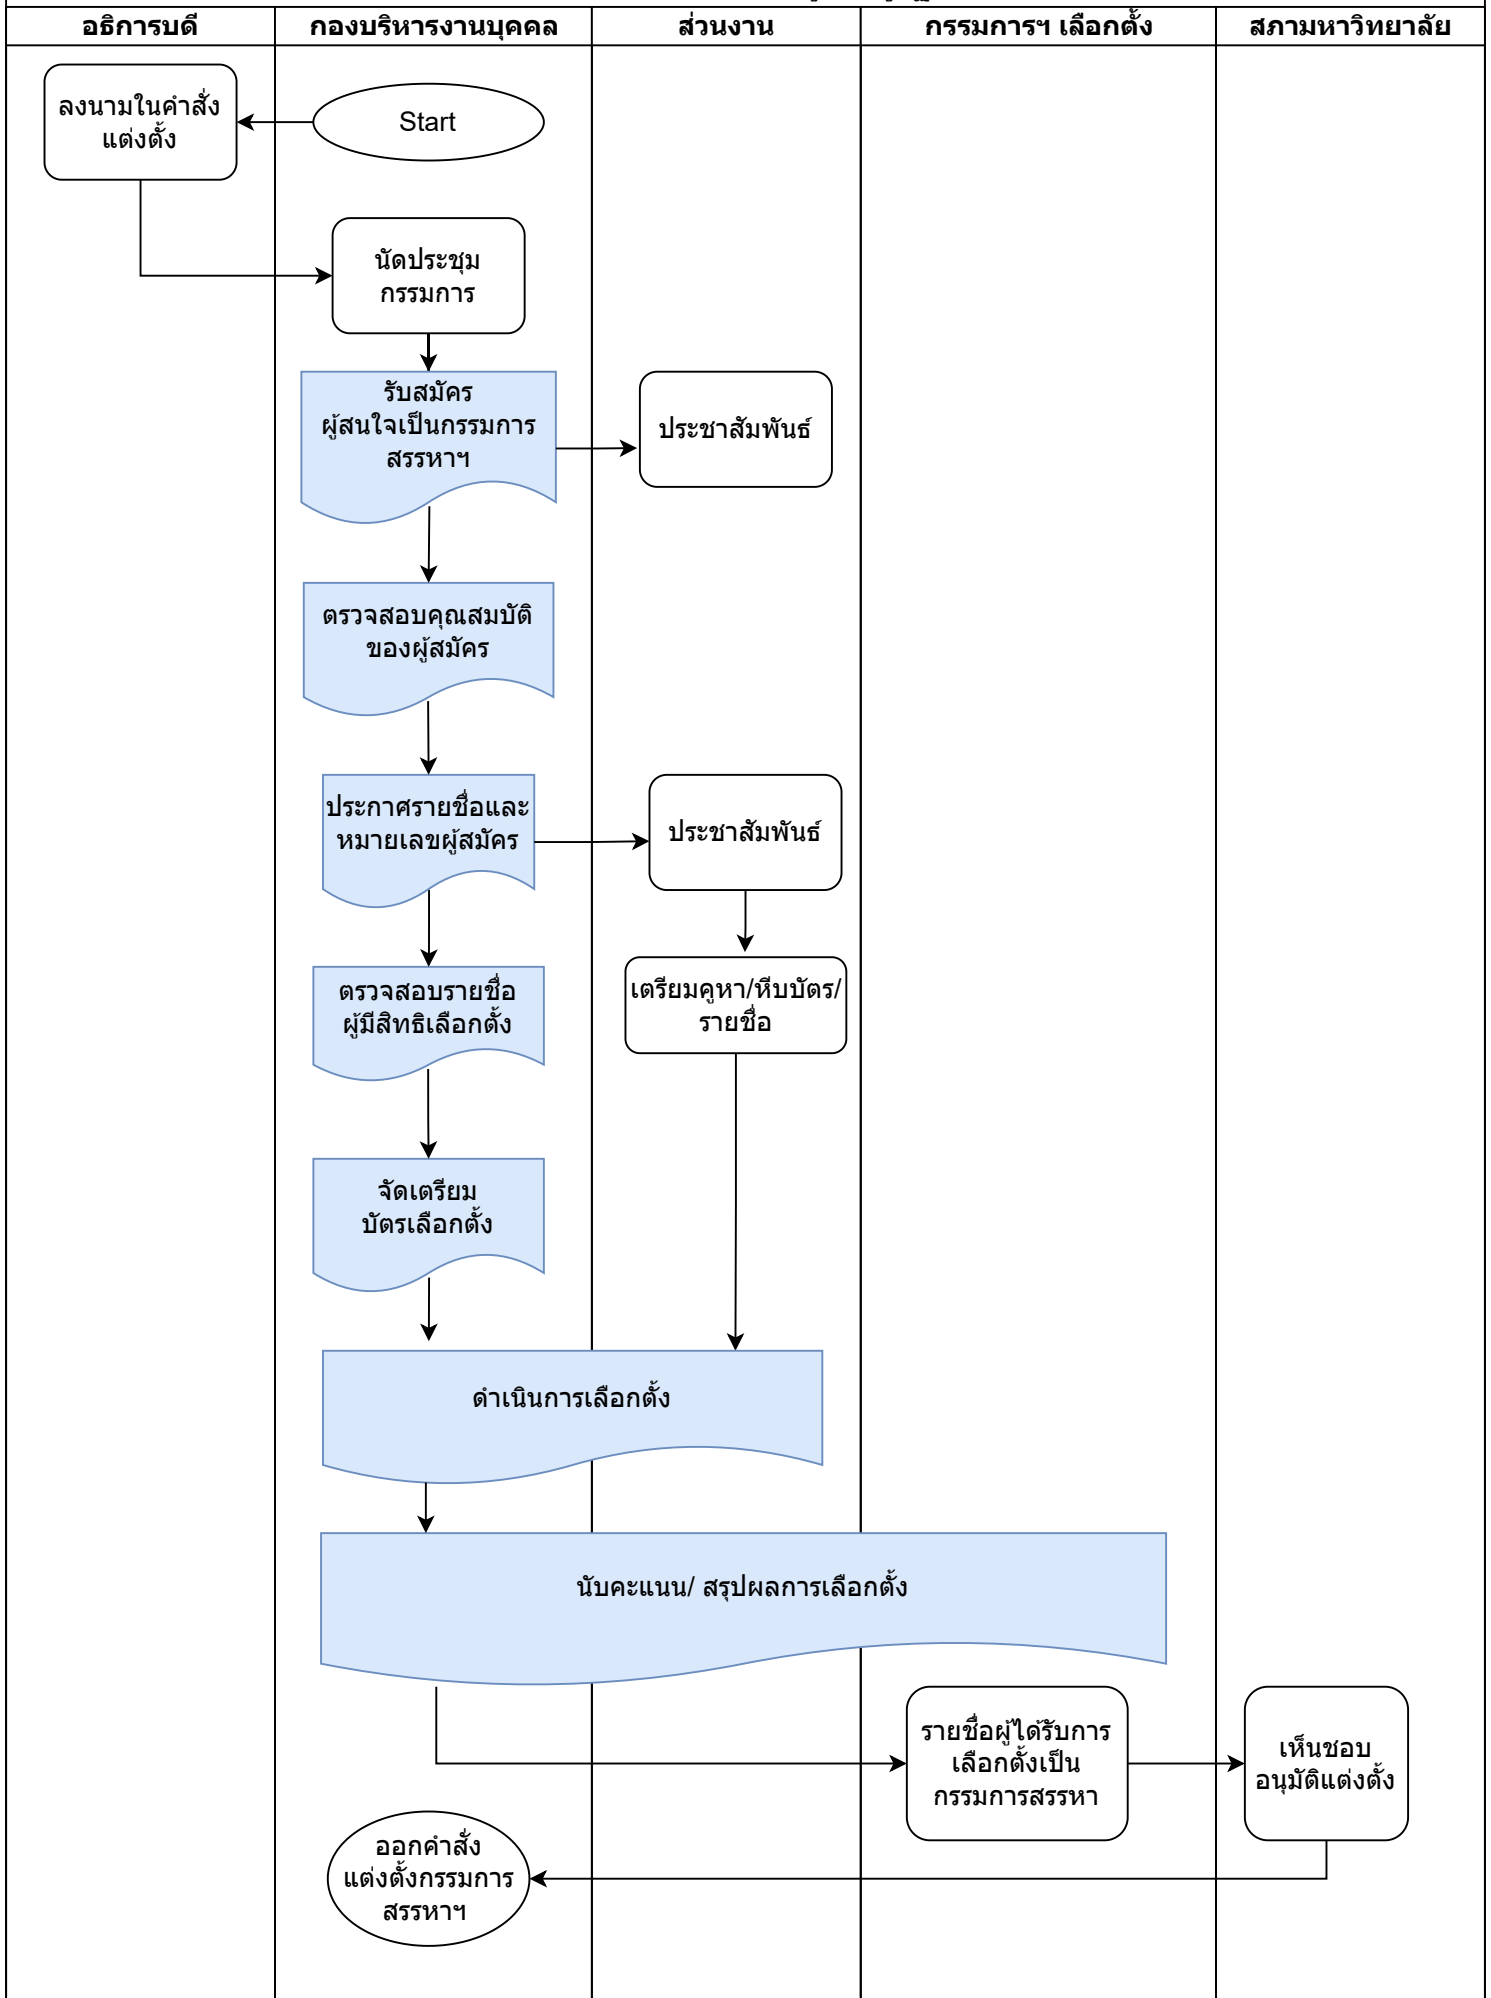 อธิการบดี
กองบริหารงานบุคคล
ส่วนงาน
กรรมการฯ เลือกตั้ง
สภามหาวิทยาลัย
ลงนามในคำสั่ง
แต่งตั้ง
Start
นัดประชุม
กรรมการ
รับสมัคร
ผู้สนใจเป็นกรรมการ
สรรหาฯ
ประชาสัมพันธ์
ตรวจสอบคุณสมบัติ
ของผู้สมัคร
ประกาศรายชื่อและ
หมายเลขผู้สมัคร
ประชาสัมพันธ์
ตรวจสอบรายชื่อ
ผู้มีสิทธิเลือกตั้ง
เตรียมคูหา/หีบบัตร/
รายชื่อ
จัดเตรียม
บัตรเลือกตั้ง
ดำเนินการเลือกตั้ง
นับคะแนน/ สรุปผลการเลือกตั้ง
รายชื่อผู้ได้รับการ
เลือกตั้งเป็น
กรรมการสรรหา
เห็นชอบ
อนุมัติแต่งตั้ง
ออกคำสั่ง
แต่งตั้งกรรมการ
สรรหาฯ